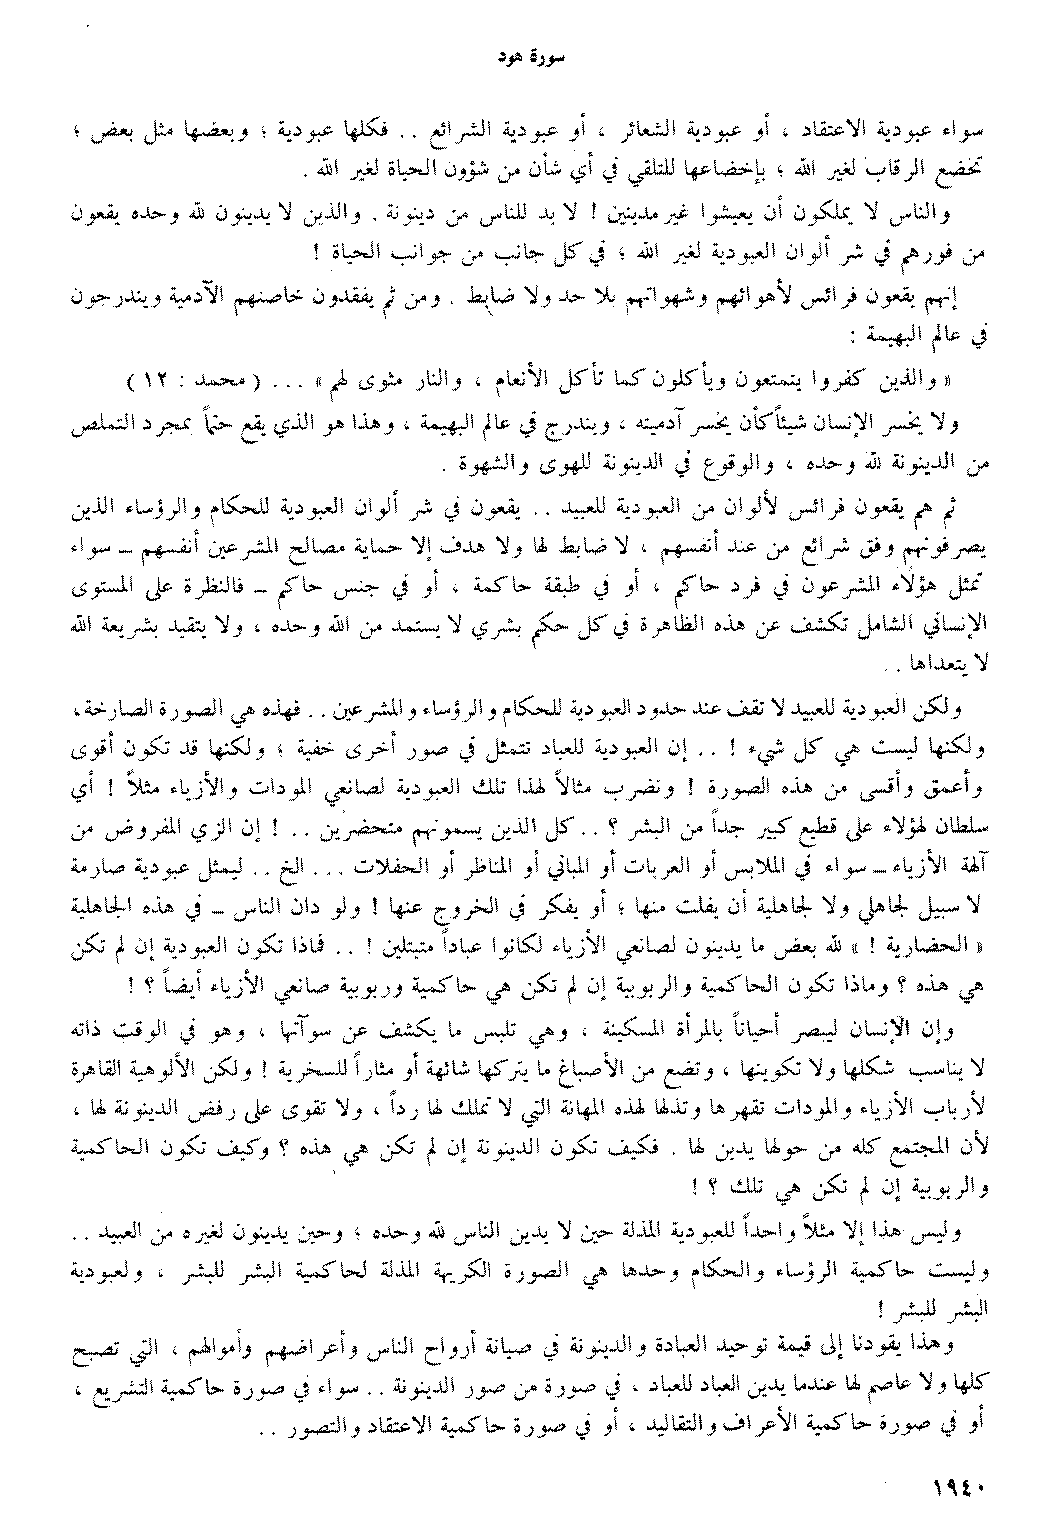 سورة هود
سواء عبودية الاعتقاد ، أو عبودية الشعائر ، أو عبودية الشرائع .. فكلها عبودية ؛ وبعضها مثل بعض ؛
تخضع الرقاب لغير الله ؛ بإخضاعها للتلقي في أي شأن من شؤون الحياة لغير الله .
والناس لا يملكون أن يعيشوا غير مدينين ! لا بد للناس من دينونة . والذين لا يدينون لله وحده يقعون
من فورهم في شر ألوان العبودية لغير الله ؛ في كل جانب من جوانب الحياة !
إنهم يقعون فرائس لأهوائهم وشهواتهم بلا حد ولا ضابط . ومن ثم يفقدون خاصتهم الآدمية ويندرجون
في عالم البهيمة :
« والذين كفروا يتمتعون ويأكلون كما تأكل الأنعام ، والنار مثوى لهم » ... ( محمد : ١٢ )
ولا يخسر الإنسان شيئاً كأن يخسر آدميته ، ويندرج في عالم البهيمة ، وهذا هو الذي يقع حتماً بمجرد التملص
من الدينونة لله وحده ، والوقوع في الدينونة للهوى والشهوة .
ثم هم يقعون فرائس لألوان من العبودية للعبيد .. يقعون في شر ألوان العبودية للحكام والرؤساء الذين
يصرفونهم وفق شرائع من عند أنفسهم ، لا ضابط لها ولا هدف إلا حماية مصالح المشرعين أنفسهم – سواء
تمثل هؤلاء المشرعون في فرد حاكم ، أو في طبقة حاكمة ، أو في جنس حاكم – فالنظرة على المستوى
الإنساني الشامل تكشف عن هذه الظاهرة في كل حكم بشري لا يستمد من الله وحده ، ولا يتقيد بشريعة الله
لا يتعداها ..
ولكن العبودية للعبيد لا تقف عند حدود العبودية للحكام والرؤساء والمشرعين .. فهذه هي الصورة الصارخة ،
ولكنها ليست هي كل شيء ! .. إن العبودية للعباد تتمثل في صور أخرى خفية ؛ ولكنها قد تكون أقوى
وأعمق وأقسى من هذه الصورة ! ونضرب مثالاً لهذا تلك العبودية لصانعي المودات والأزياء مثلاً ! أي
سلطان لهؤلاء على قطيع كبير جداً من البشر ؟ .. كل الذين يسمونهم متحضرين .. ! إن الزي المفروض من
آلهة الأزياء – سواء في الملابس أو العربات أو المباني أو المناظر أو الحفلات ... الخ .. ليمثل عبودية صارمة
لا سبيل لجاهلي ولا لجاهلية أن يفلت منها ؛ أو يفكر في الخروج عنها ! ولو دان الناس – في هذه الجاهلية
« الحضارية ! » لله بعض ما يدينون لصانعي الأزياء لكانوا عباداً متبتلين ! .. فماذا تكون العبودية إن لم تكن
هي هذه ؟ وماذا تكون الحاكمية والربوبية إن لم تكن هي حاكمية وربوبية صانعي الأزياء أيضاً ؟ !
وإن الإنسان ليبصر أحياناً بالمرأة المسكينة ، وهي تلبس ما يكشف عن سوآتها ، وهو في الوقت ذاته
لا يناسب شكلها ولا تكوينها ، وتضع من الأصباغ ما يتركها شائهة أو مثاراً للسخرية ! ولكن الألوهية القاهرة
لأرباب الأزياء والمودات تقهرها وتذلها لهذه المهانة التي لا تملك لها رداً ، ولا تقوى على رفض الدينونة لها ،
لأن المجتمع كله من حولها يدين لها . فكيف تكون الدينونة إن لم تكن هي هذه ؟ وكيف تكون الحاكمية
والربوبية إن لم تكن هي تلك ؟ !
وليس هذا إلا مثلاً واحداً للعبودية المذلة حين لا يدين الناس لله وحده ؛ وحين يدينون لغيره من العبيد ..
وليست حاكمية الرؤساء والحكام وحدها هي الصورة الكريهة المذلة لحاكمية البشر للبشر ، ولعبودية
البشر للبشر !
وهذا يقودنا إلى قيمة توحيد العبادة والدينونة في صيانة أرواح الناس وأعراضهم وأموالهم ، التي تصبح
كلها ولا عاصم لها عندما يدين العباد للعباد ، في صورة من صور الدينونة .. سواء في صورة حاكمية التشريع ،
أو في صورة حاكمية الأعراف والتقاليد ، أو في صورة حاكمية الاعتقاد والتصور ..
١٩٤٠